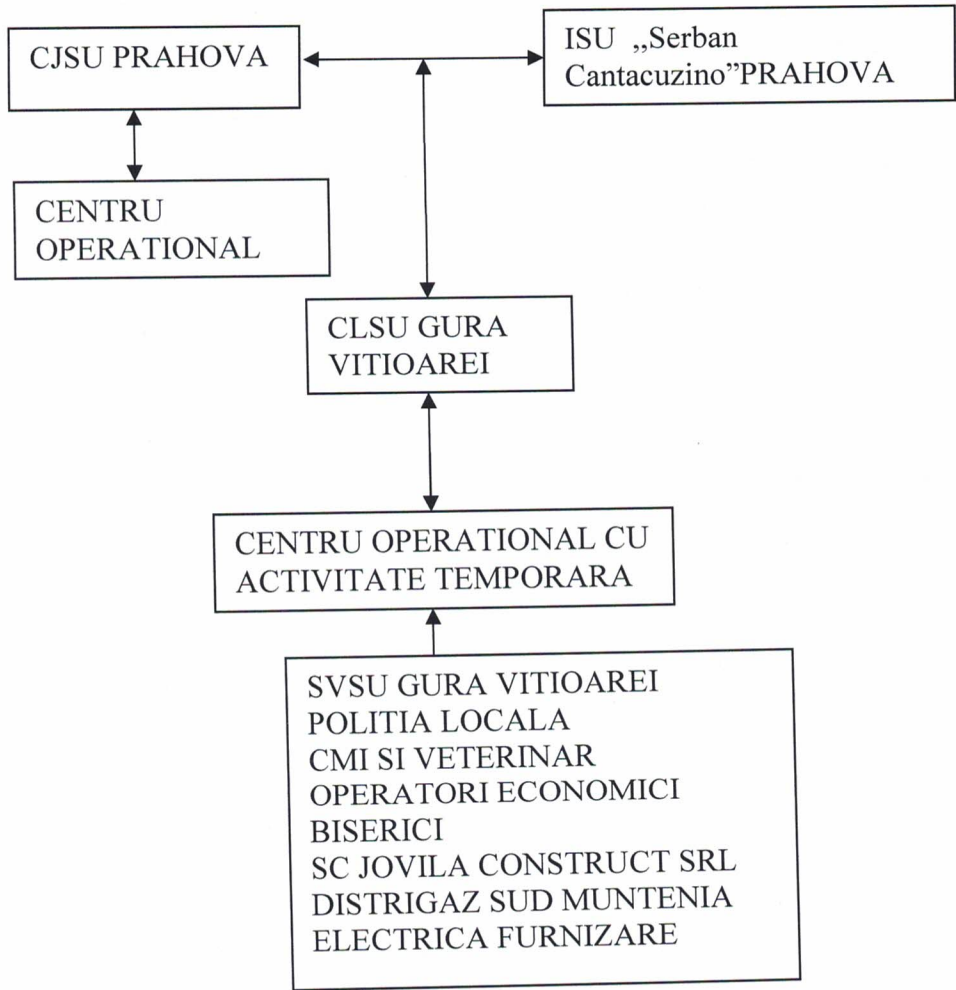 CJSU PRAHOVA
ISU „Serban
Cantacuzino”PRAHOVA
CENTRU
OPERATIONAL
CLSU GURA
VITIOAREI
CENTRU OPERATIONAL CU
ACTIVITATE TEMPORARA
SVSU GURA VITIOAREI
POLITIA LOCALA
CMI SI VETERINAR
OPERATORI ECONOMICI
BISERICI
SC JOVILA CONSTRUCT SRL
DISTRIGAZ SUD MUNTENIA
ELECTRICA FURNIZARE